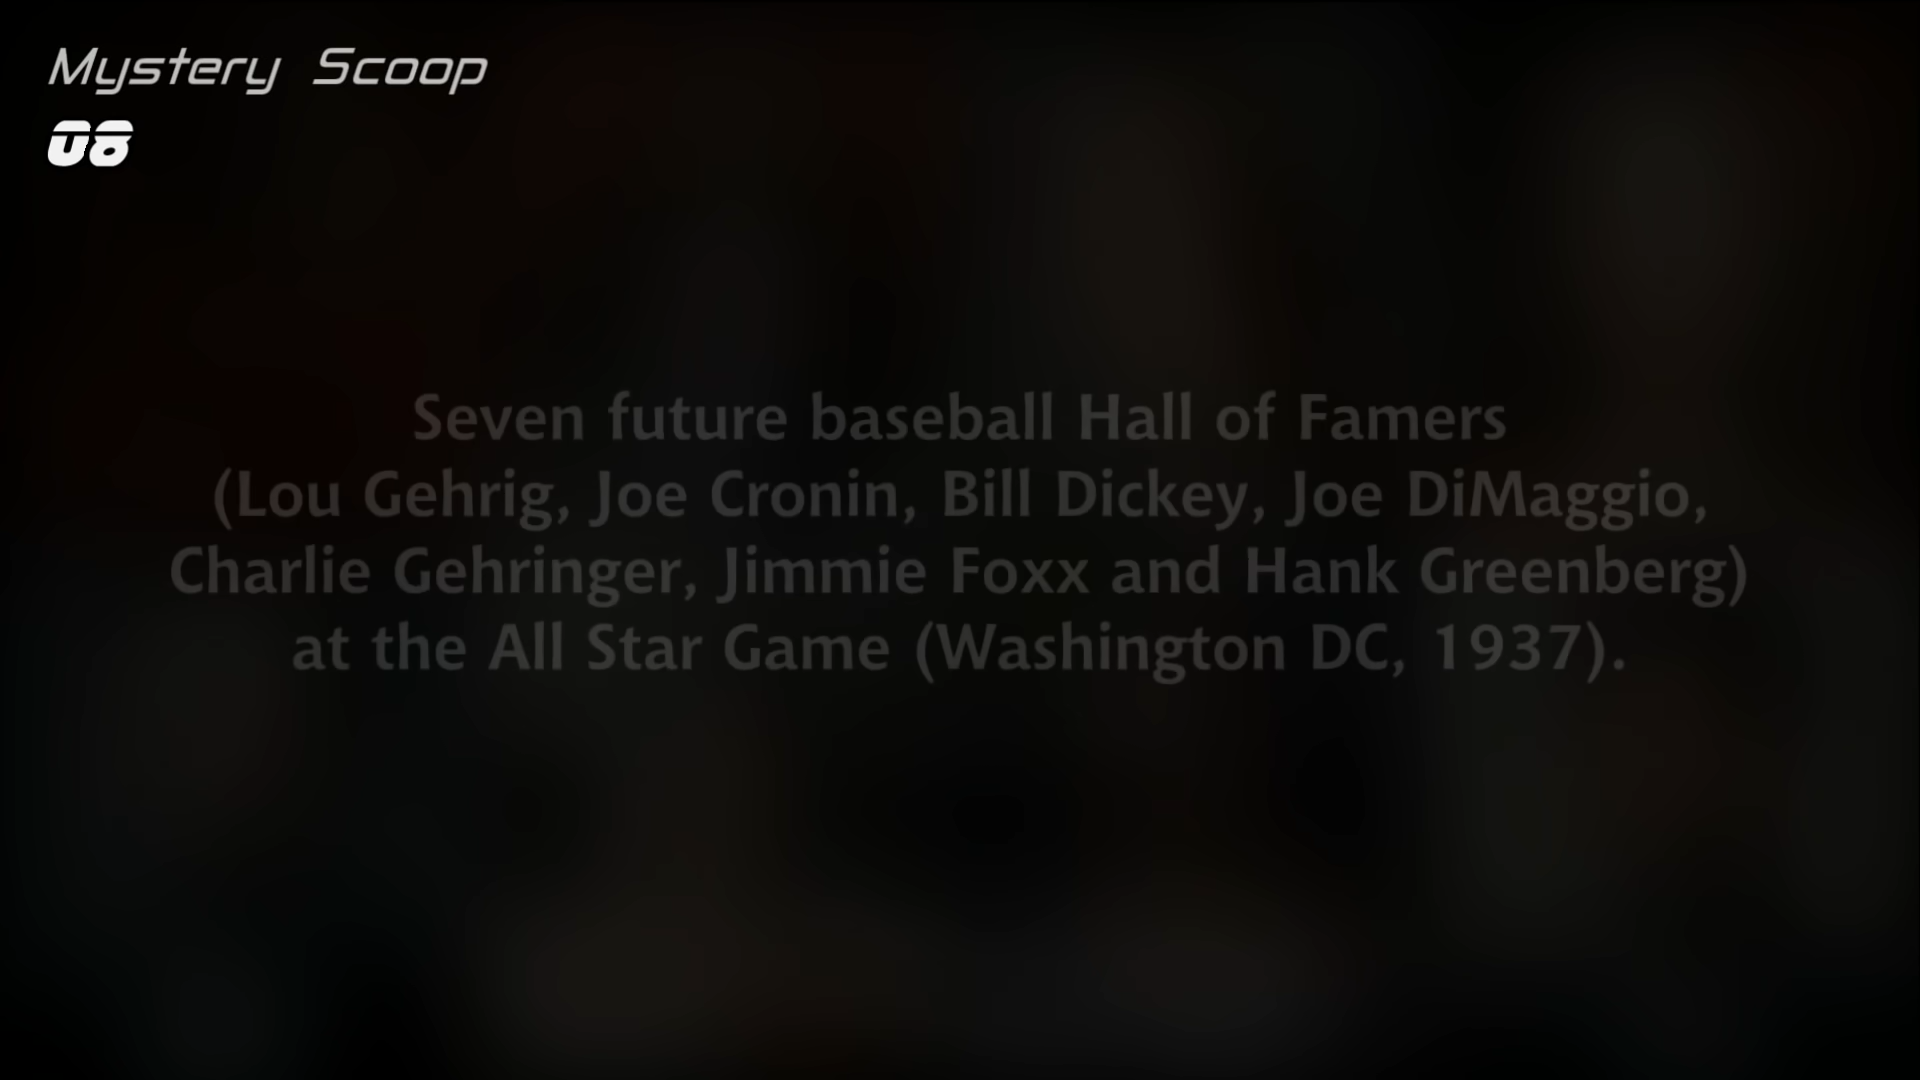 Mystery Scoop
08
Seven future baseball Hall of Famers
(Lou Gehrig, Joe Cronin, Bill Dickey, Joe DiMaggio,
Charlie Gehringer, Jimmie Foxx and Hank Greenberg)
at the All Star Game (Washington DC, 1937).